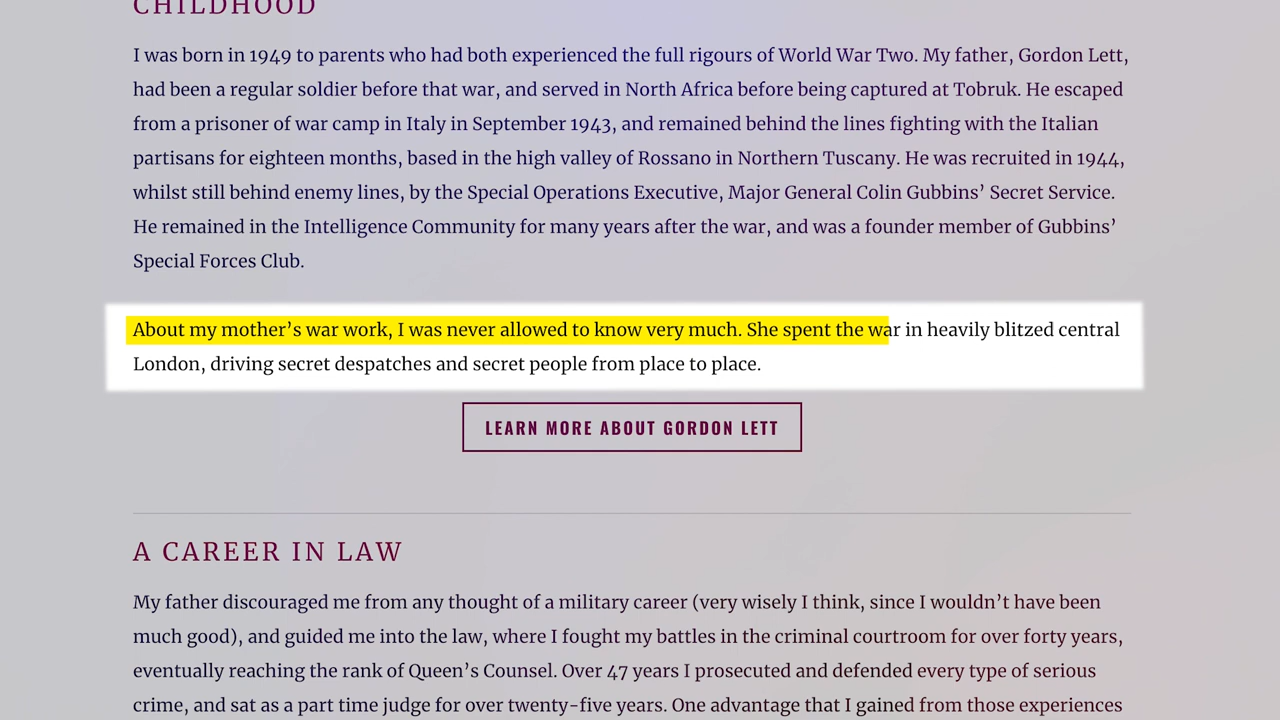 CHILDHOOD
I was born in 1949 to parents who had both experienced the full rigours of World War Two. My father, Gordon Lett,
had been a regular soldier before that war, and served in North Africa before being captured at Tobruk. He escaped
from a prisoner of war camp in Italy in September 1943, and remained behind the lines fighting with the Italian
partisans for eighteen months, based in the high valley of Rossano in Northern Tuscany. He was recruited in 1944,
whilst still behind enemy lines, by the Special Operations Executive, Major General Colin Gubbins’ Secret Service.
He remained in the Intelligence Community for many years after the war, and was a founder member of Gubbins’
Special Forces Club.
About my mother’s war work, I was never allowed to know very much. She spent the war in heavily blitzed central
London, driving secret despatches and secret people from place to place.
LEARN MORE ABOUT GORDON LETT
A CAREER IN LAW
My father discouraged me from any thought of a military career (very wisely I think, since I wouldn’t have been
much good), and guided me into the law, where I fought my battles in the criminal courtroom for over forty years,
eventually reaching the rank of Queen’s Counsel. Over 47 years I prosecuted and defended every type of serious
crime, and sat as a part time judge for over twenty-five years. One advantage that I gained from those experiences